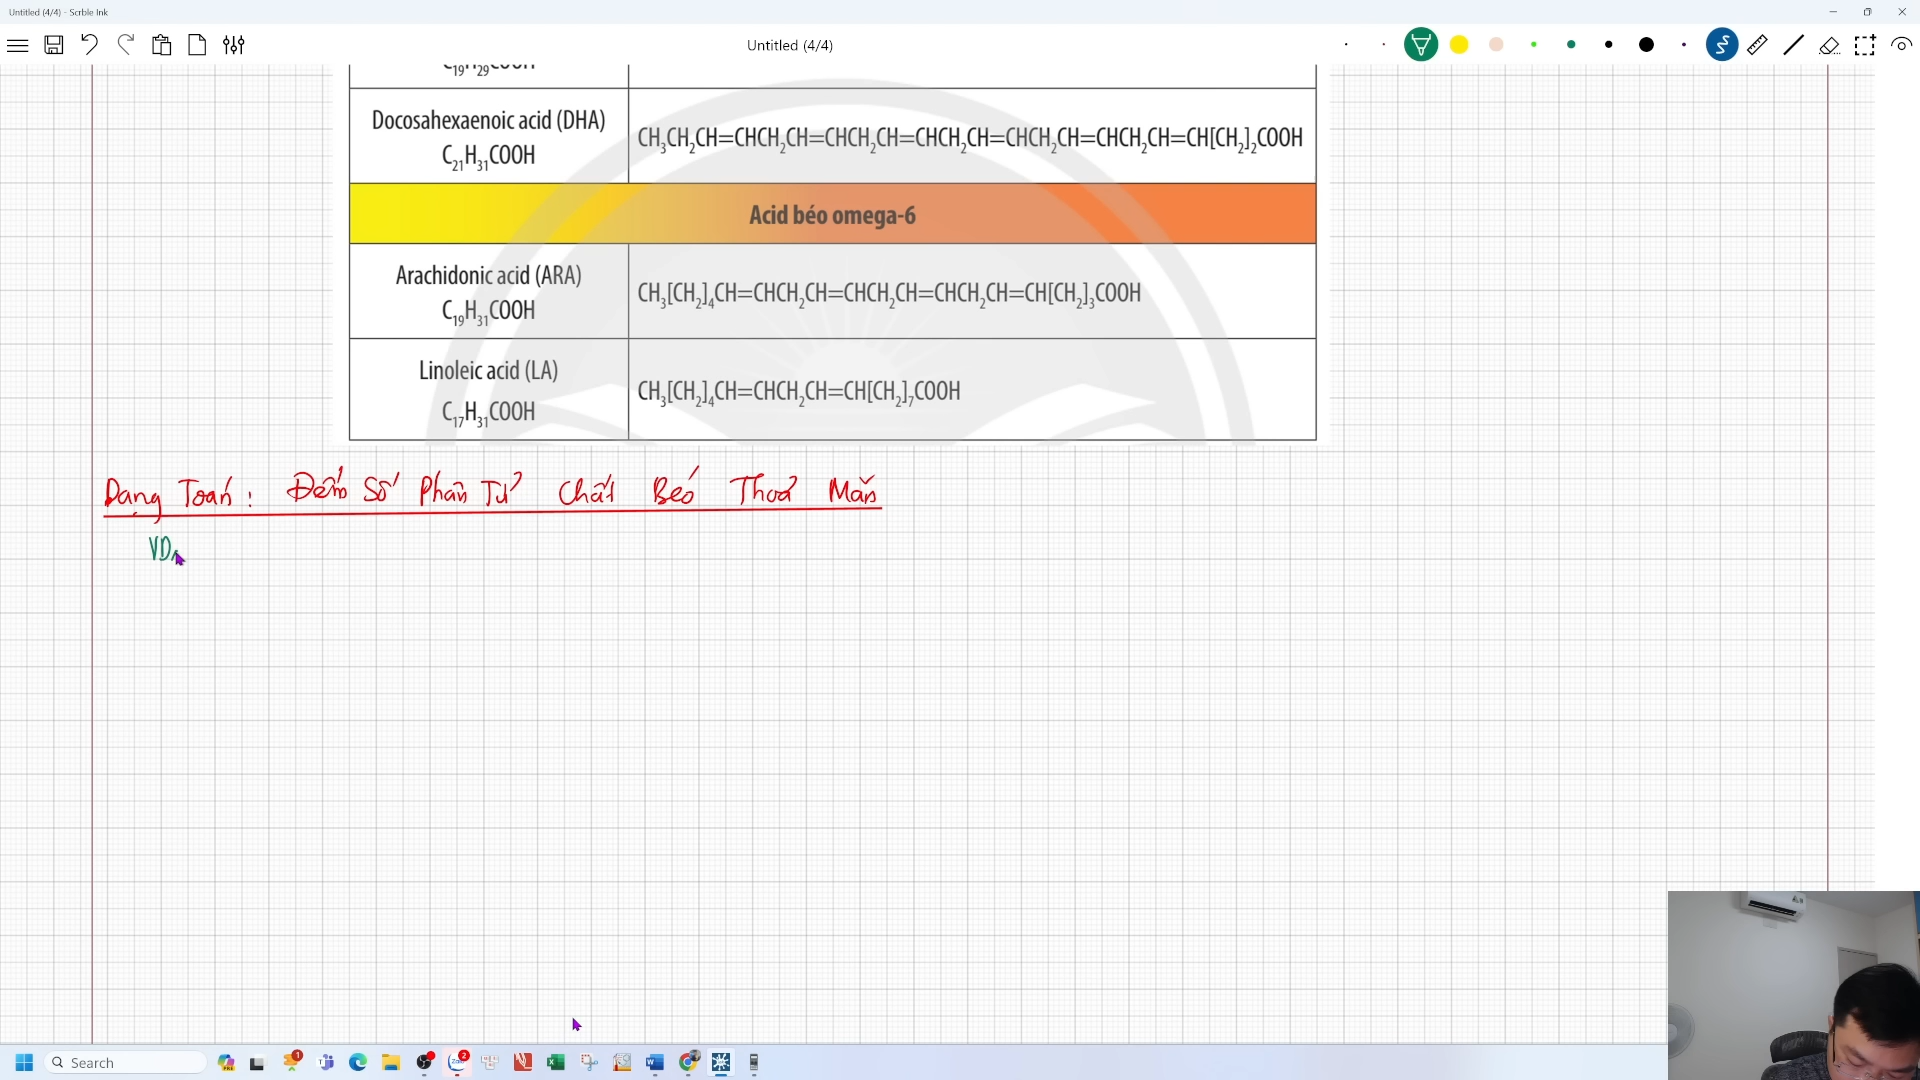 Untitled (4/4) - Scrble Ink
Untitled (4/4)
C₁₉H₂₉COOH
Docosahexaenoic acid (DHA)
C₂₁H₃₁COOH
CH₃CH₂CH=CHCH₂CH=CHCH₂CH=CHCH₂CH=CHCH₂CH=CHCH₂CH=CH[CH₂]₂COOH
Acid béo omega-6
Arachidonic acid (ARA)
C₁₉H₃₁COOH
CH₃[CH₂]₄CH=CHCH₂CH=CHCH₂CH=CHCH₂CH=CH[CH₂]₃COOH
Linoleic acid (LA)
C₁₇H₃₁COOH
CH₃[CH₂]₄CH=CHCH₂CH=CH[CH₂]₇COOH
Dạng Toán : Đếm Số Phân Tử Chất Béo Thoả Mãn
VD
Search